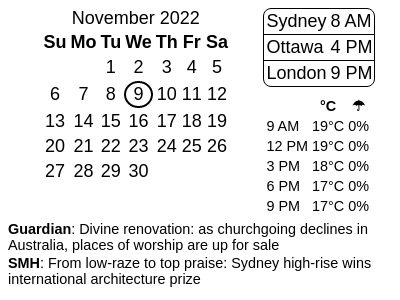 November 2022
Su Mo Tu We Th Fr Sa
1 2 3 4 5
6 7 8 9 10 11 12
13 14 15 16 17 18 19
20 21 22 23 24 25 26
27 28 29 30
Sydney 8 AM
Ottawa 4 PM
London 9 PM
°C ☂
9 AM 19°C 0%
12 PM 19°C 0%
3 PM 18°C 0%
6 PM 17°C 0%
9 PM 17°C 0%
Guardian: Divine renovation: as churchgoing declines in
Australia, places of worship are up for sale
SMH: From low-raze to top praise: Sydney high-rise wins
international architecture prize